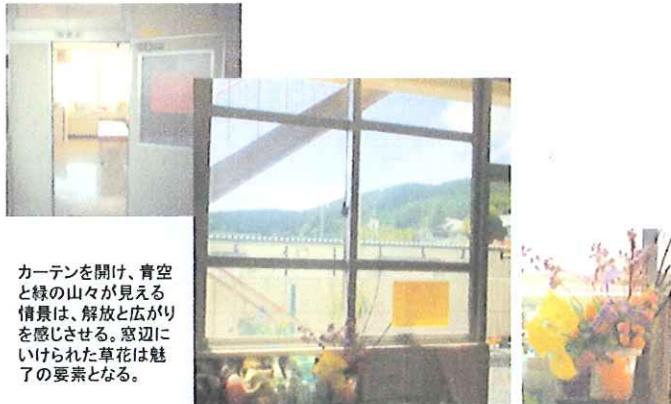 カーテンを開け、青空
と緑の山々が見える
情景は、解放と広がり
を感じさせる。窓辺に
いけられた草花は魅
了の要素となる。